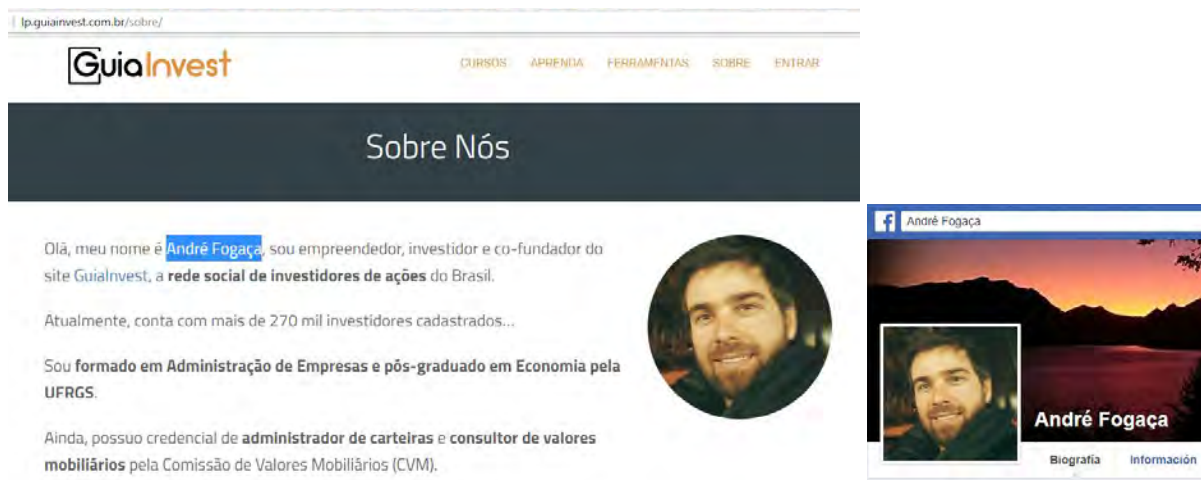 lp.guiainvest.com.br/sobre/
GuiaInvest
CURSOS APRENDA FERRAMENTAS SOBRE ENTRAR
Sobre Nós
Olá, meu nome é André Fogaça, sou empreendedor, investidor e co-fundador do
site GuiaInvest, a rede social de investidores de ações do Brasil.
Atualmente, conta com mais de 270 mil investidores cadastrados...
Sou formado em Administração de Empresas e pós-graduado em Economia pela
UFRGS.
Ainda, possuo credencial de administrador de carteiras e consultor de valores
mobiliários pela Comissão de Valores Mobiliários (CVM).
f André Fogaça
André Fogaça
Biografía Información